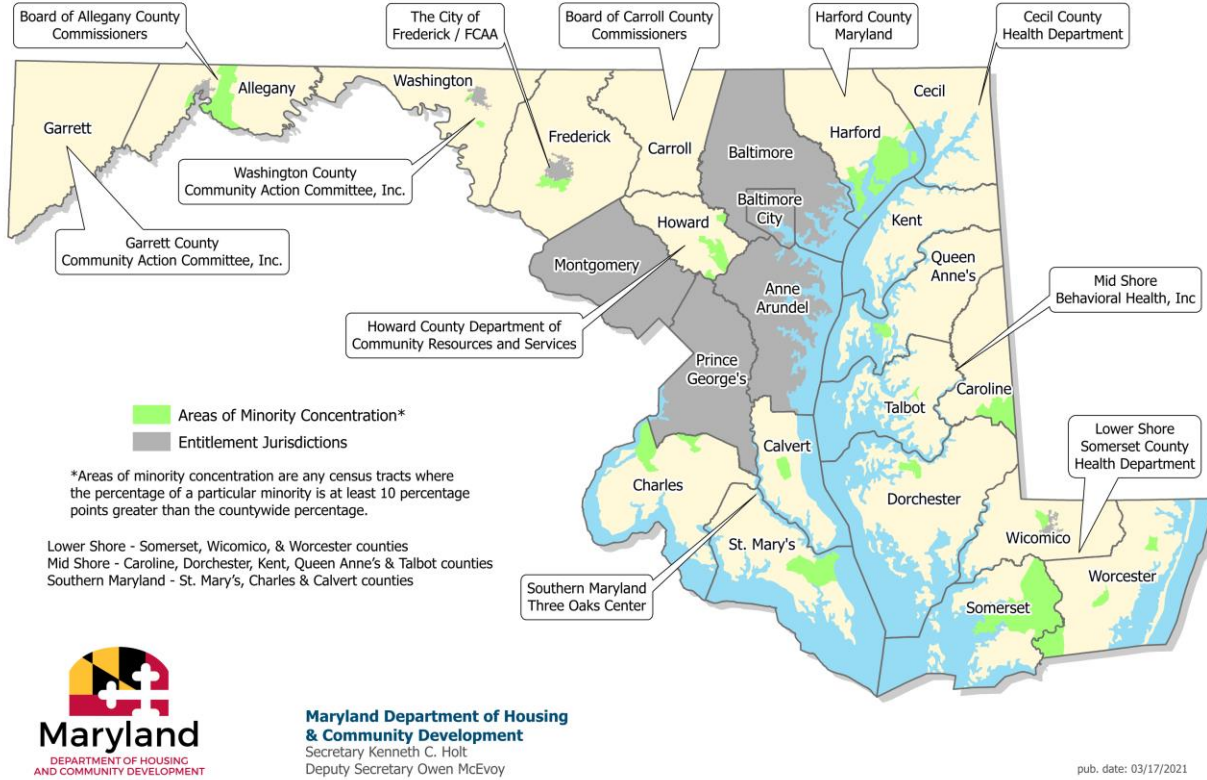 Board of Allegany County
Commissioners
The City of
Frederick / FCAA
Board of Carroll County
Commissioners
Harford County
Maryland
Cecil County
Health Department
Garrett
Allegany
Washington
Frederick
Carroll
Baltimore
Baltimore
City
Harford
Cecil
Washington County
Community Action Committee, Inc.
Garrett County
Community Action Committee, Inc.
Howard
Montgomery
Kent
Queen
Anne's
Anne
Arundel
Mid Shore
Behavioral Health, Inc
Howard County Department of
Community Resources and Services
Prince
George's
Talbot
Caroline
Areas of Minority Concentration*
Entitlement Jurisdictions
Calvert
Lower Shore
Somerset County
Health Department
*Areas of minority concentration are any census tracts where
the percentage of a particular minority is at least 10 percentage
points greater than the countywide percentage.
Charles
Dorchester
Lower Shore - Somerset, Wicomico, & Worcester counties
Mid Shore - Caroline, Dorchester, Kent, Queen Anne's & Talbot counties
Southern Maryland - St. Mary's, Charles & Calvert counties
St. Mary's
Wicomico
Southern Maryland
Three Oaks Center
Somerset
Worcester
Maryland
DEPARTMENT OF HOUSING
AND COMMUNITY DEVELOPMENT
Maryland Department of Housing
& Community Development
Secretary Kenneth C. Holt
Deputy Secretary Owen McEvoy
pub. date: 03/17/2021